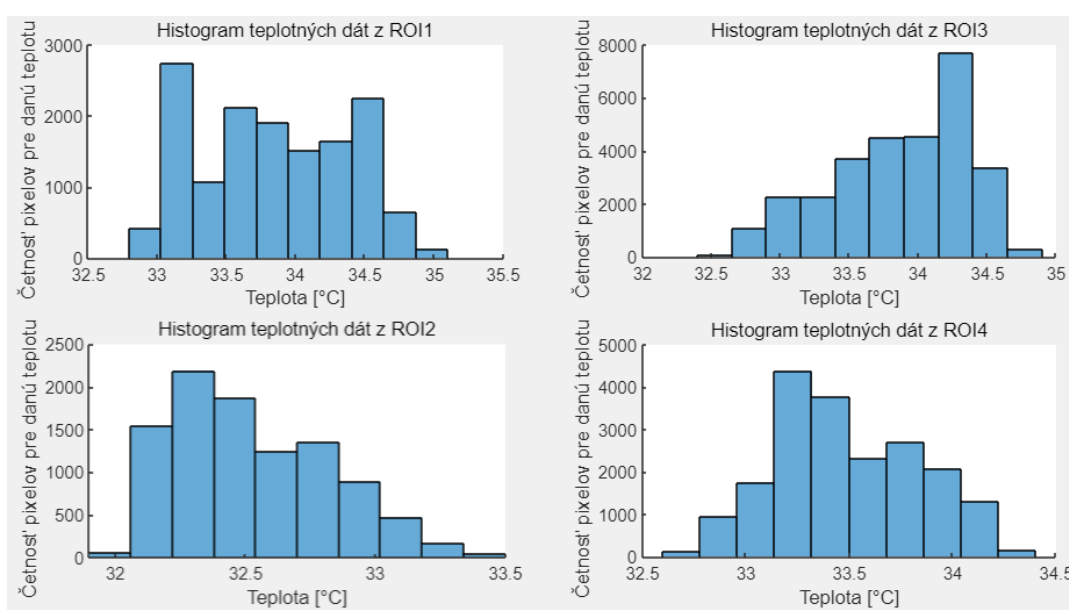 Histogram teplotných dát z ROI1
Četnosť pixelov pre danú teplotu
3000
2000
1000
0
32.5 33 33.5 34 34.5 35 35.5
Teplota [°C]
Histogram teplotných dát z ROI3
Četnosť pixelov pre danú teplotu
8000
6000
4000
2000
0
32 32.5 33 33.5 34 34.5 35
Teplota [°C]
Histogram teplotných dát z ROI2
Četnosť pixelov pre danú teplotu
2500
2000
1500
1000
500
0
32 32.5 33 33.5
Teplota [°C]
Histogram teplotných dát z ROI4
Četnosť pixelov pre danú teplotu
5000
4000
3000
2000
1000
0
32.5 33 33.5 34 34.5
Teplota [°C]